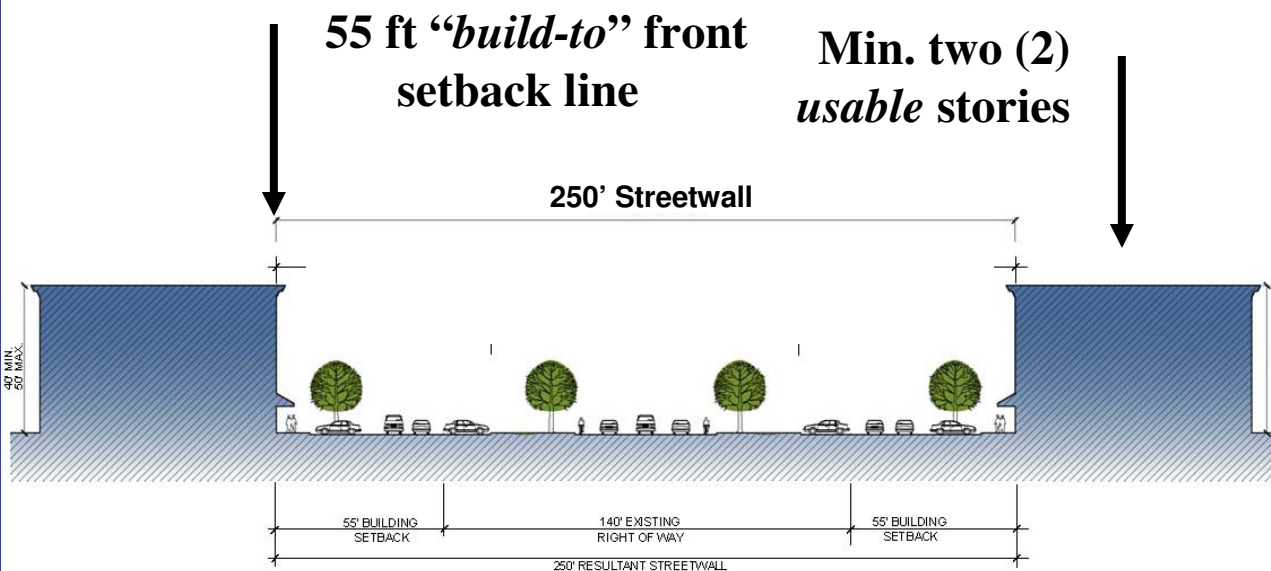 55 ft “build-to” front
setback line
Min. two (2)
usable stories
250’ Streetwall
40' MIN.
50' MAX.
55' BUILDING
SETBACK
140' EXISTING
RIGHT OF WAY
55' BUILDING
SETBACK
250' RESULTANT STREETWALL